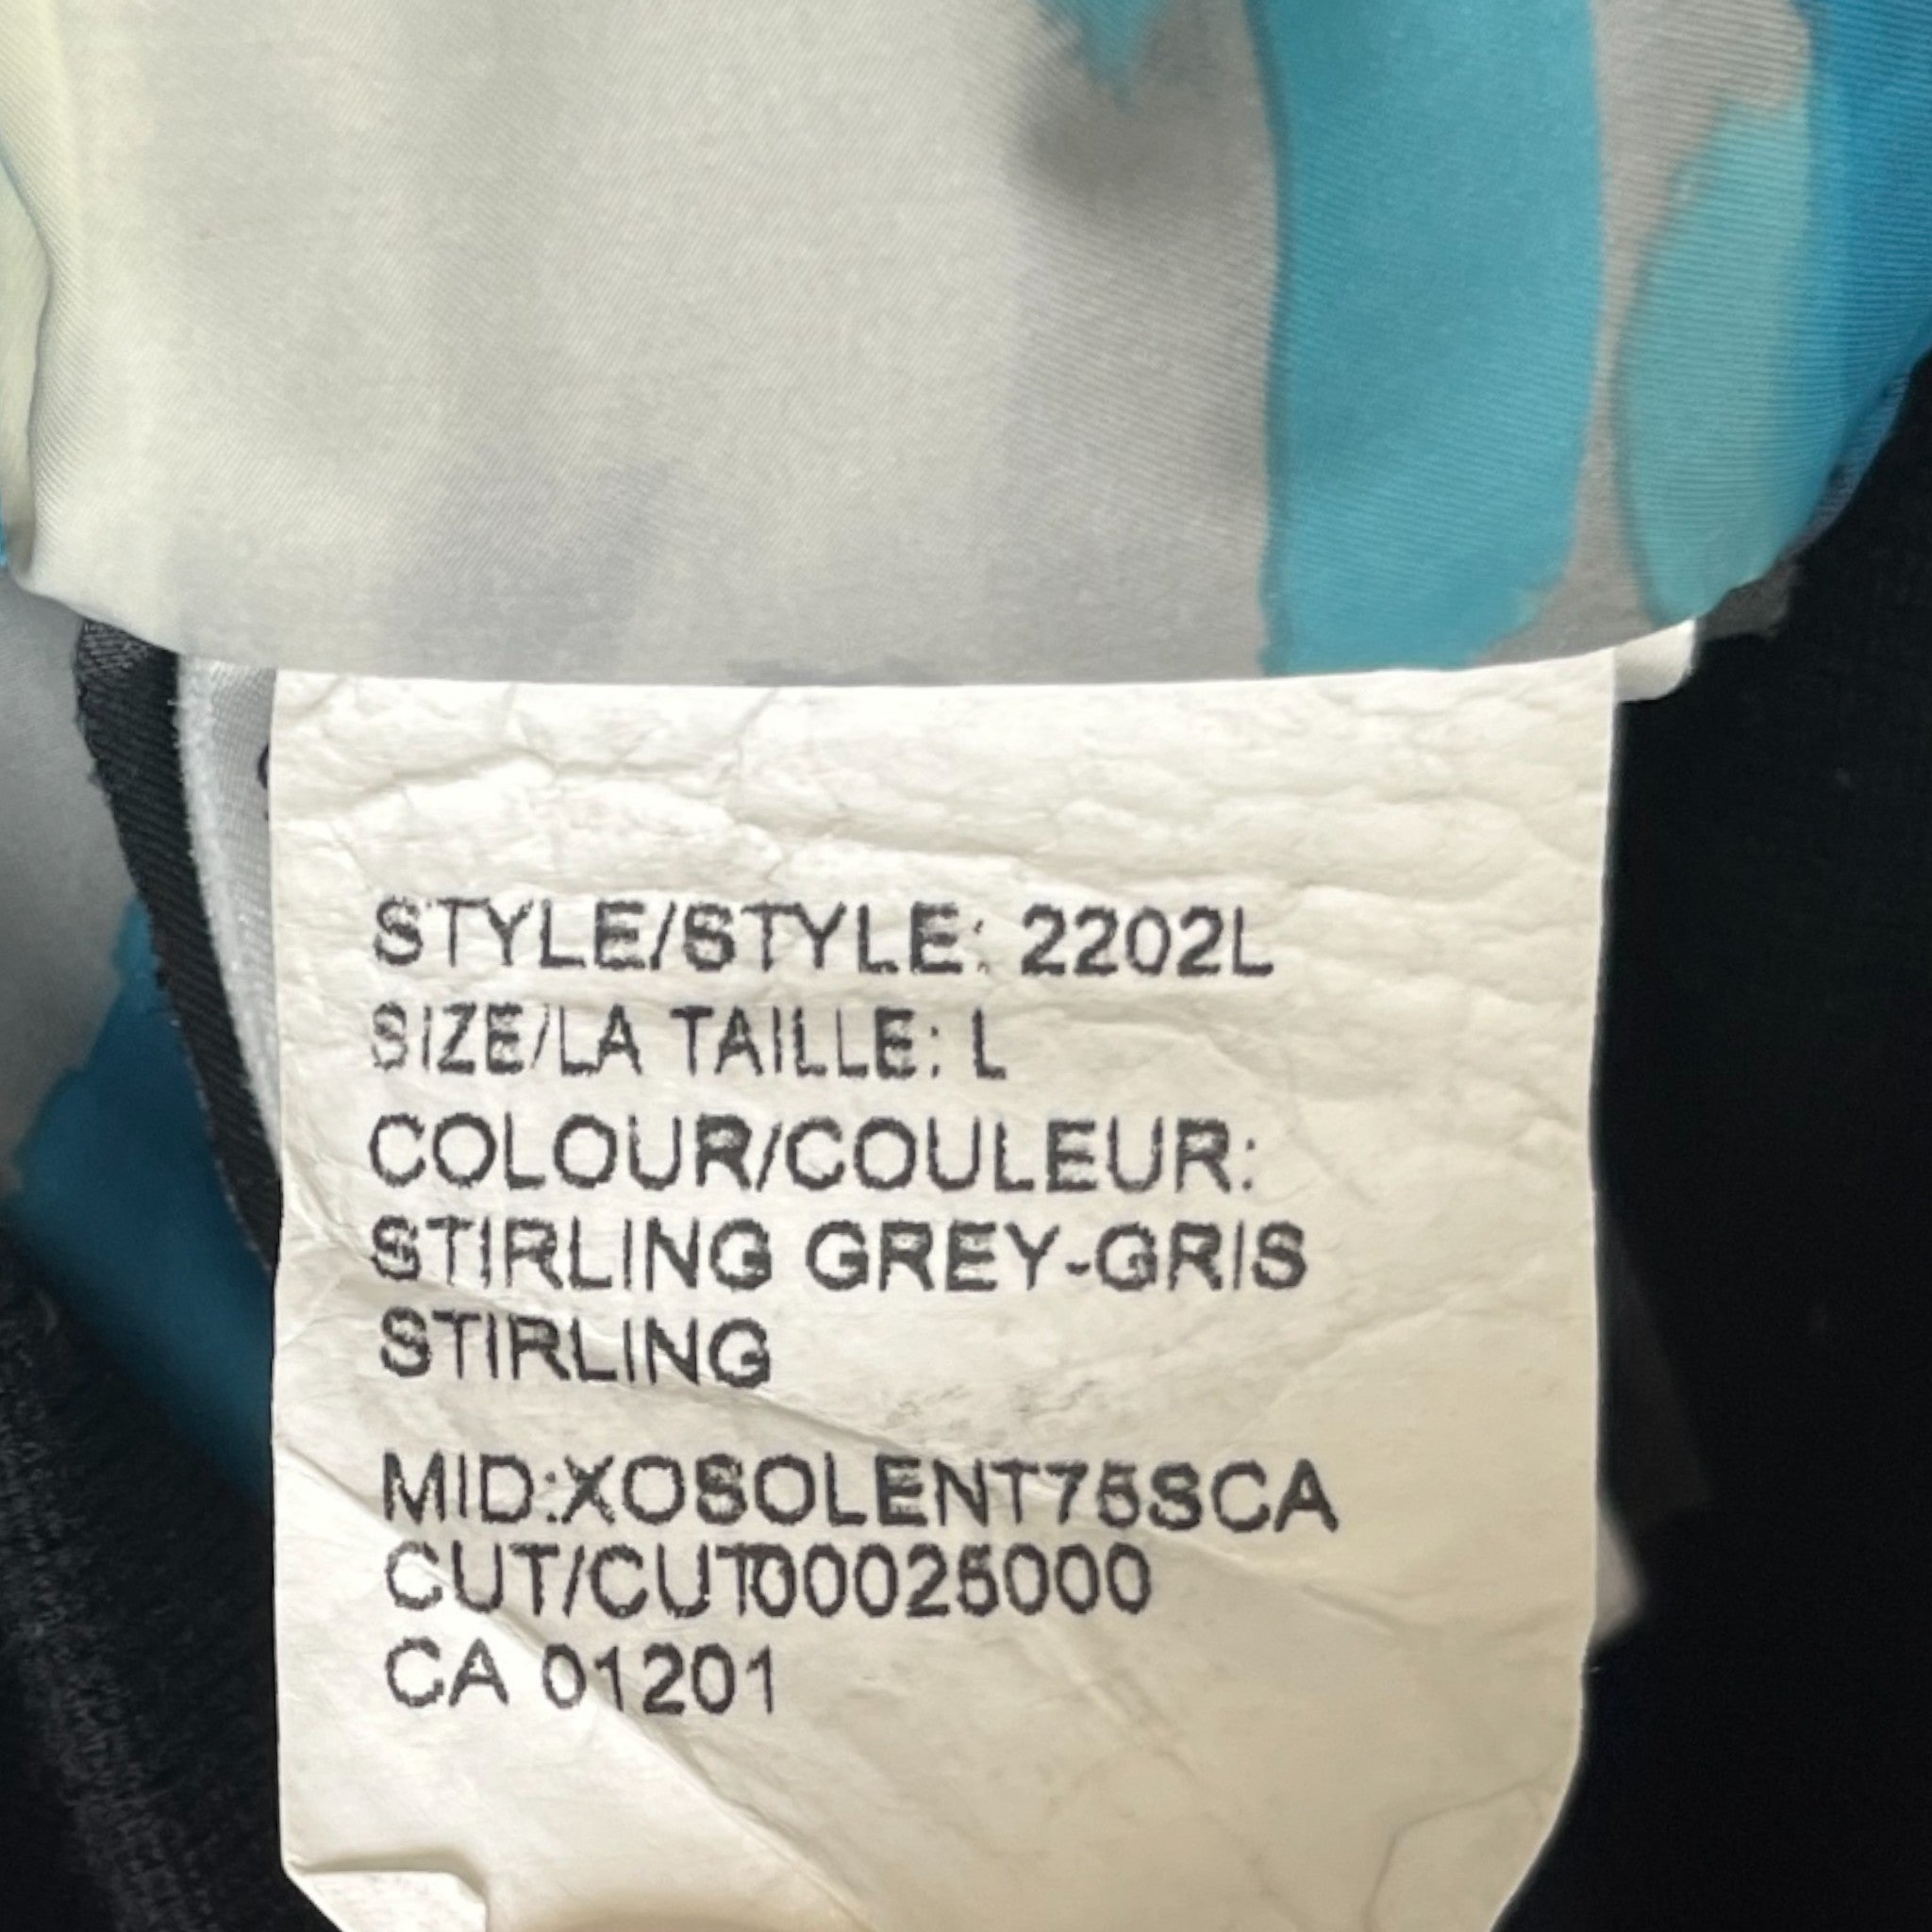 STYLE/STYLE: 2202L
SIZE/LA TAILLE: L
COLOUR/COULEUR:
STIRLING GREY-GRIS
STIRLING
MID:XOSOLENT75SCA
CUT/CUT00025000
CA 01201